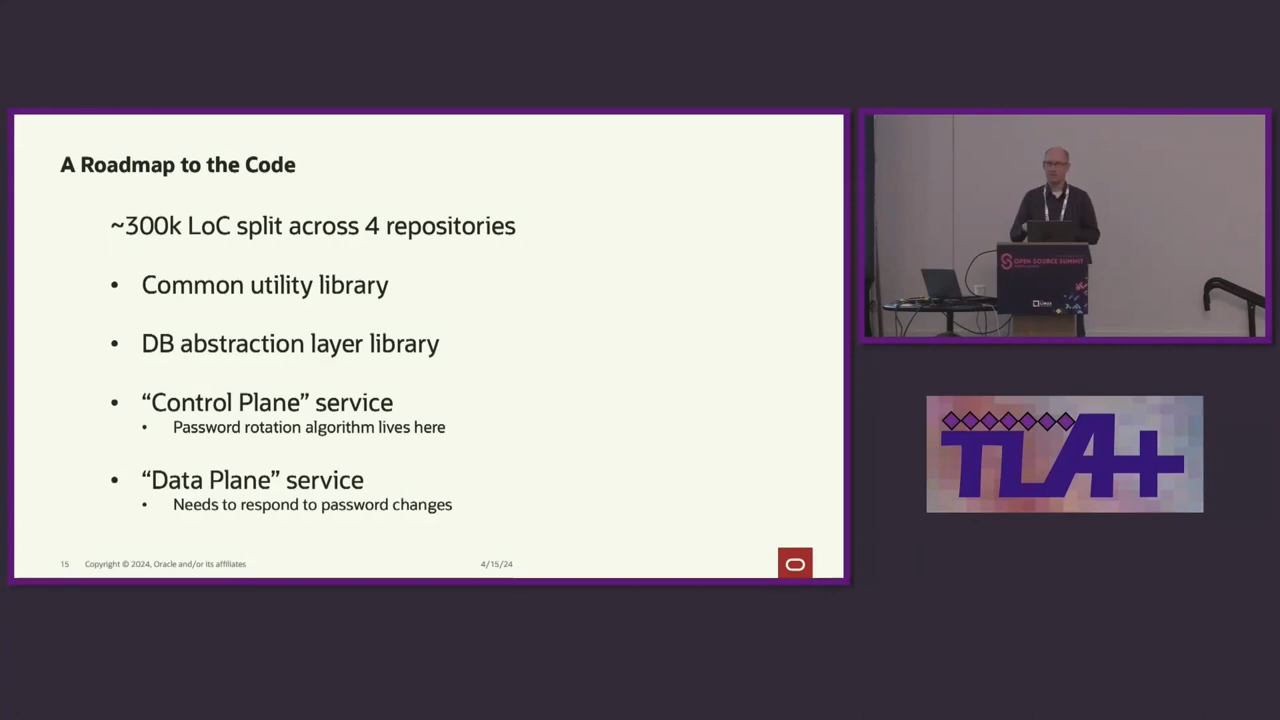 A Roadmap to the Code
~300k LoC split across 4 repositories
• Common utility library
• DB abstraction layer library
• “Control Plane” service
• Password rotation algorithm lives here
• “Data Plane” service
• Needs to respond to password changes
15 Copyright © 2024, Oracle and/or its affiliates 4/15/24
OPEN SOURCE SUMMIT
TLA+